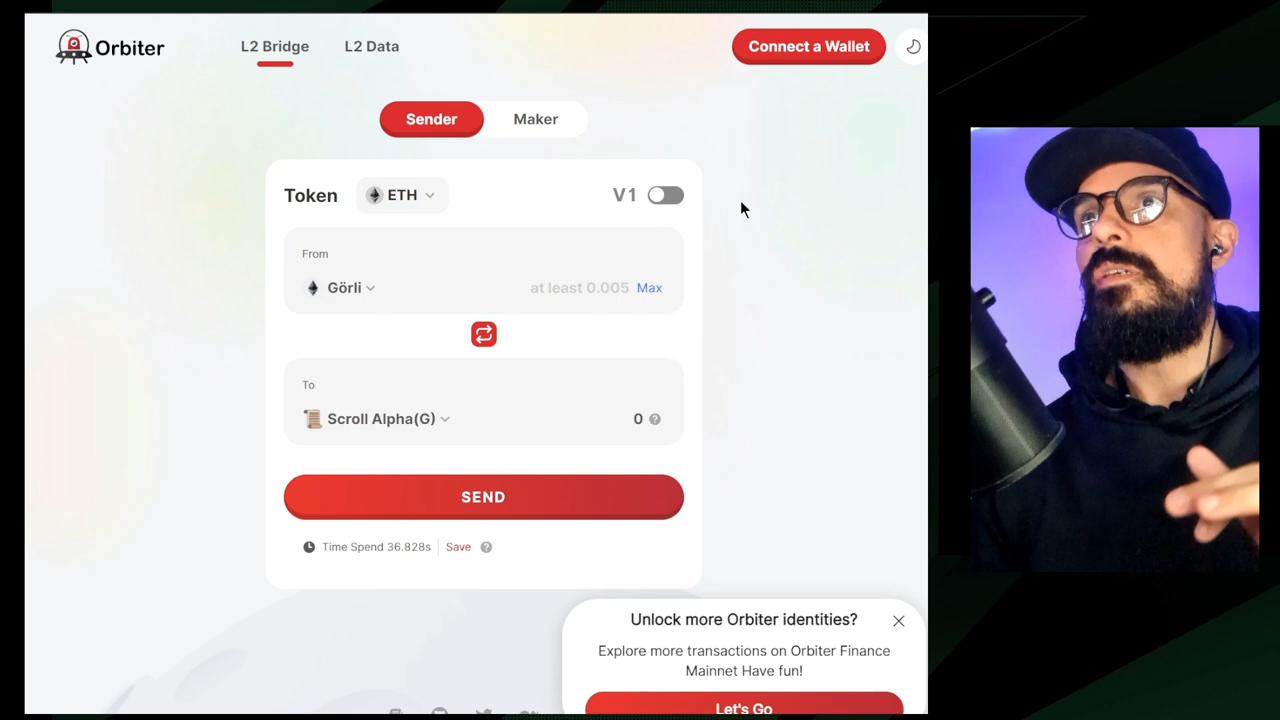 Orbiter
L2 Bridge
L2 Data
Connect a Wallet
Sender
Maker
Token
ETH
V1
From
Görli
at least 0.005
Max
To
Scroll Alpha(G)
0
SEND
Time Spend 36.828s
Save
Unlock more Orbiter identities?
Explore more transactions on Orbiter Finance
Mainnet Have fun!
Let's Go